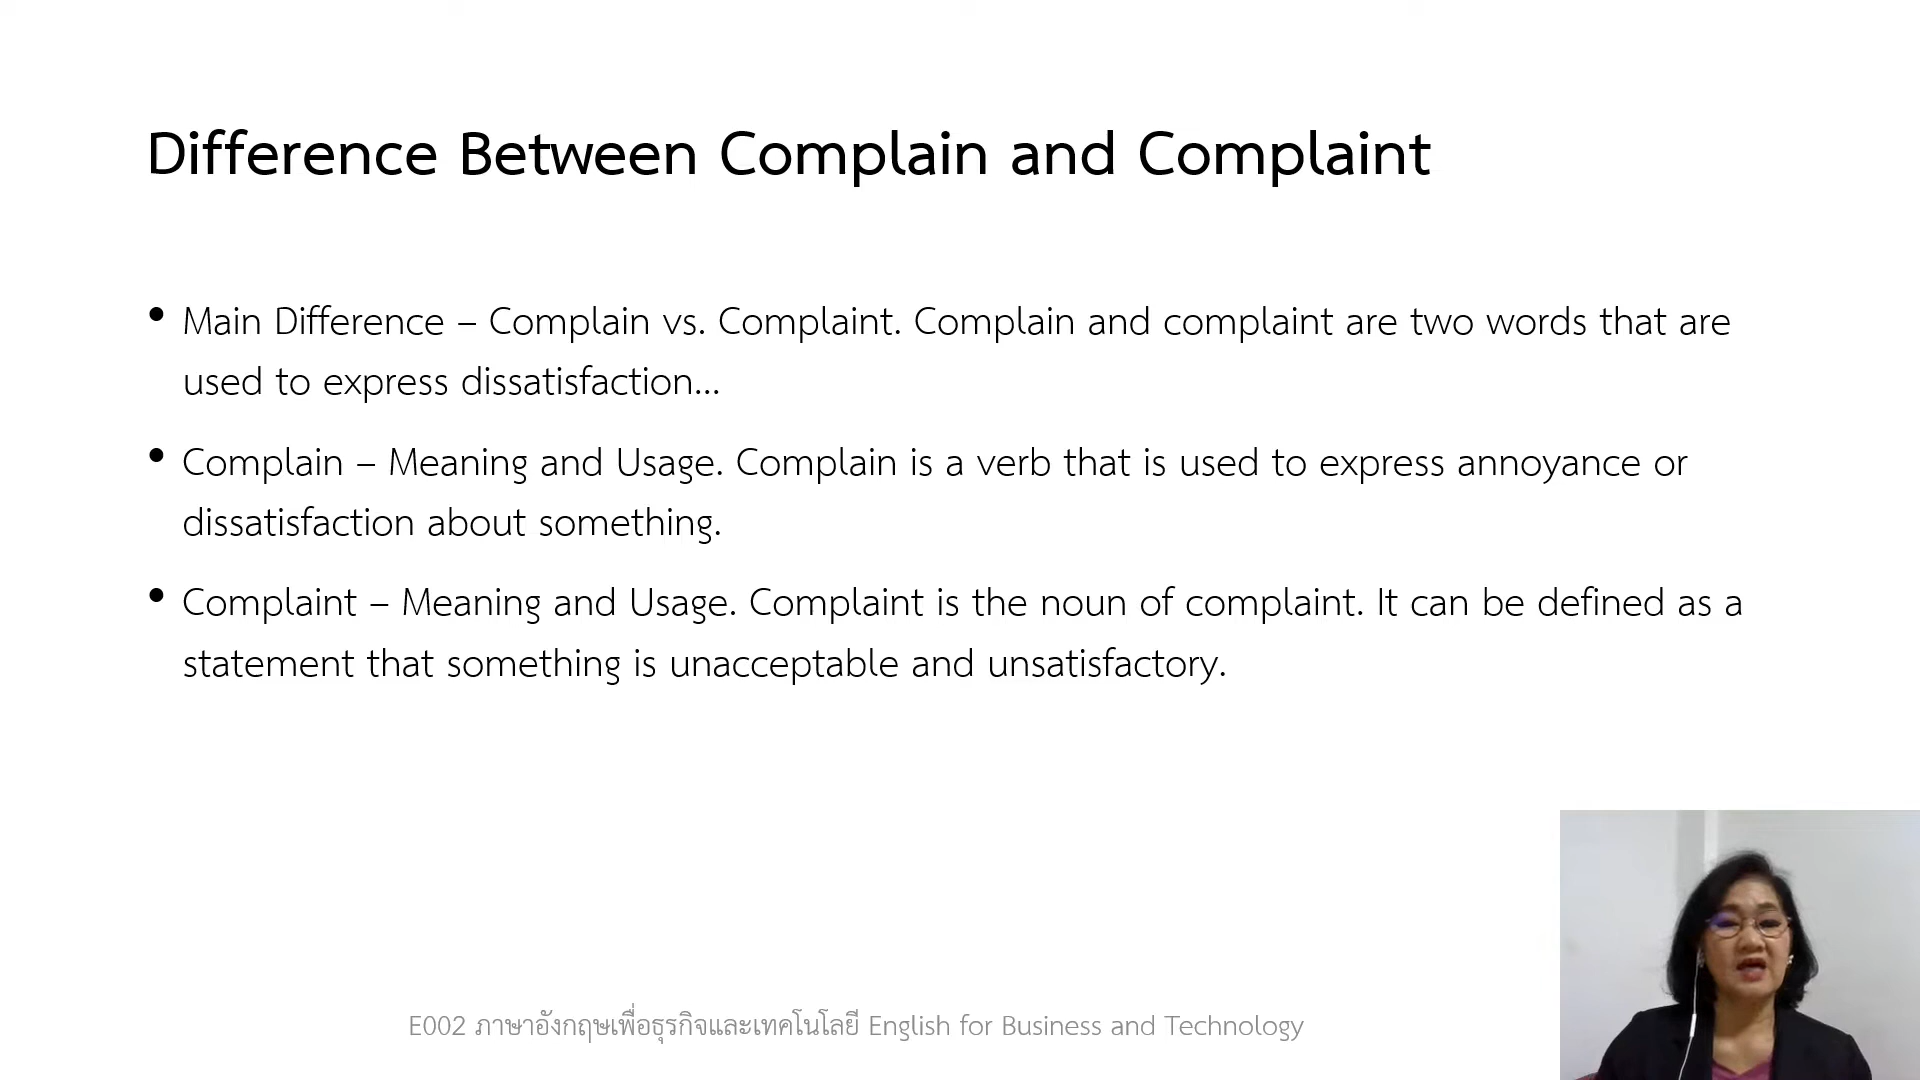 Difference Between Complain and Complaint
• Main Difference – Complain vs. Complaint. Complain and complaint are two words that are
used to express dissatisfaction...
• Complain – Meaning and Usage. Complain is a verb that is used to express annoyance or
dissatisfaction about something.
• Complaint – Meaning and Usage. Complaint is the noun of complaint. It can be defined as a
statement that something is unacceptable and unsatisfactory.
E002 ภาษาอังกฤษเพื่อธุรกิจและเทคโนโลยี English for Business and Technology